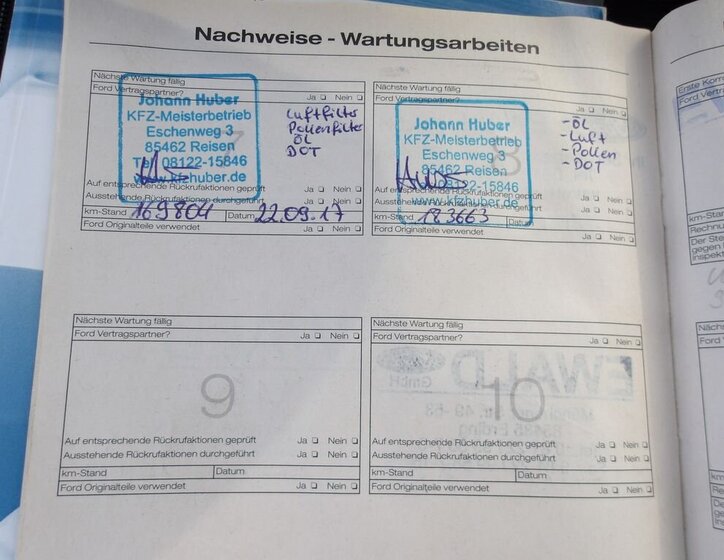 Nachweise - Wartungsarbeiten
Nächste Wartung fällig
Ford Vertragspartner?
Ja Nein
Johann Huber
KFZ-Meisterbetrieb
Eschenweg 3
85462 Reisen
Tel. 08122-15846
www.kfzhuber.de
Luftfilter
Pollenfilter
ÖL
DOT
Auf entsprechende Rückrufaktionen geprüft Ja Nein
Ausstehende Rückrufaktionen durchgeführt Ja Nein
km-Stand 169804 Datum 22.09.17
Ford Originalteile verwendet Ja Nein
Nächste Wartung fällig
Ford Vertragspartner?
Ja Nein
8
Johann Huber
KFZ-Meisterbetrieb
Eschenweg 3
85462 Reisen
08122-15846
www.kfzhuber.de
-ÖL
-Luft
-Pollen
-DOT
Auf entsprechende Rückrufaktionen geprüft Ja Nein
Ausstehende Rückrufaktionen durchgeführt Ja Nein
km-Stand 183663 Datum
Ford Originalteile verwendet Ja Nein
Nächste Wartung fällig
Ford Vertragspartner? Ja Nein
9
Auf entsprechende Rückrufaktionen geprüft Ja Nein
Ausstehende Rückrufaktionen durchgeführt Ja Nein
km-Stand Datum
Ford Originalteile verwendet Ja Nein
Nächste Wartung fällig
Ford Vertragspartner? Ja Nein
10
Auf entsprechende Rückrufaktionen geprüft Ja Nein
Ausstehende Rückrufaktionen durchgeführt Ja Nein
km-Stand Datum
Ford Originalteile verwendet Ja Nein